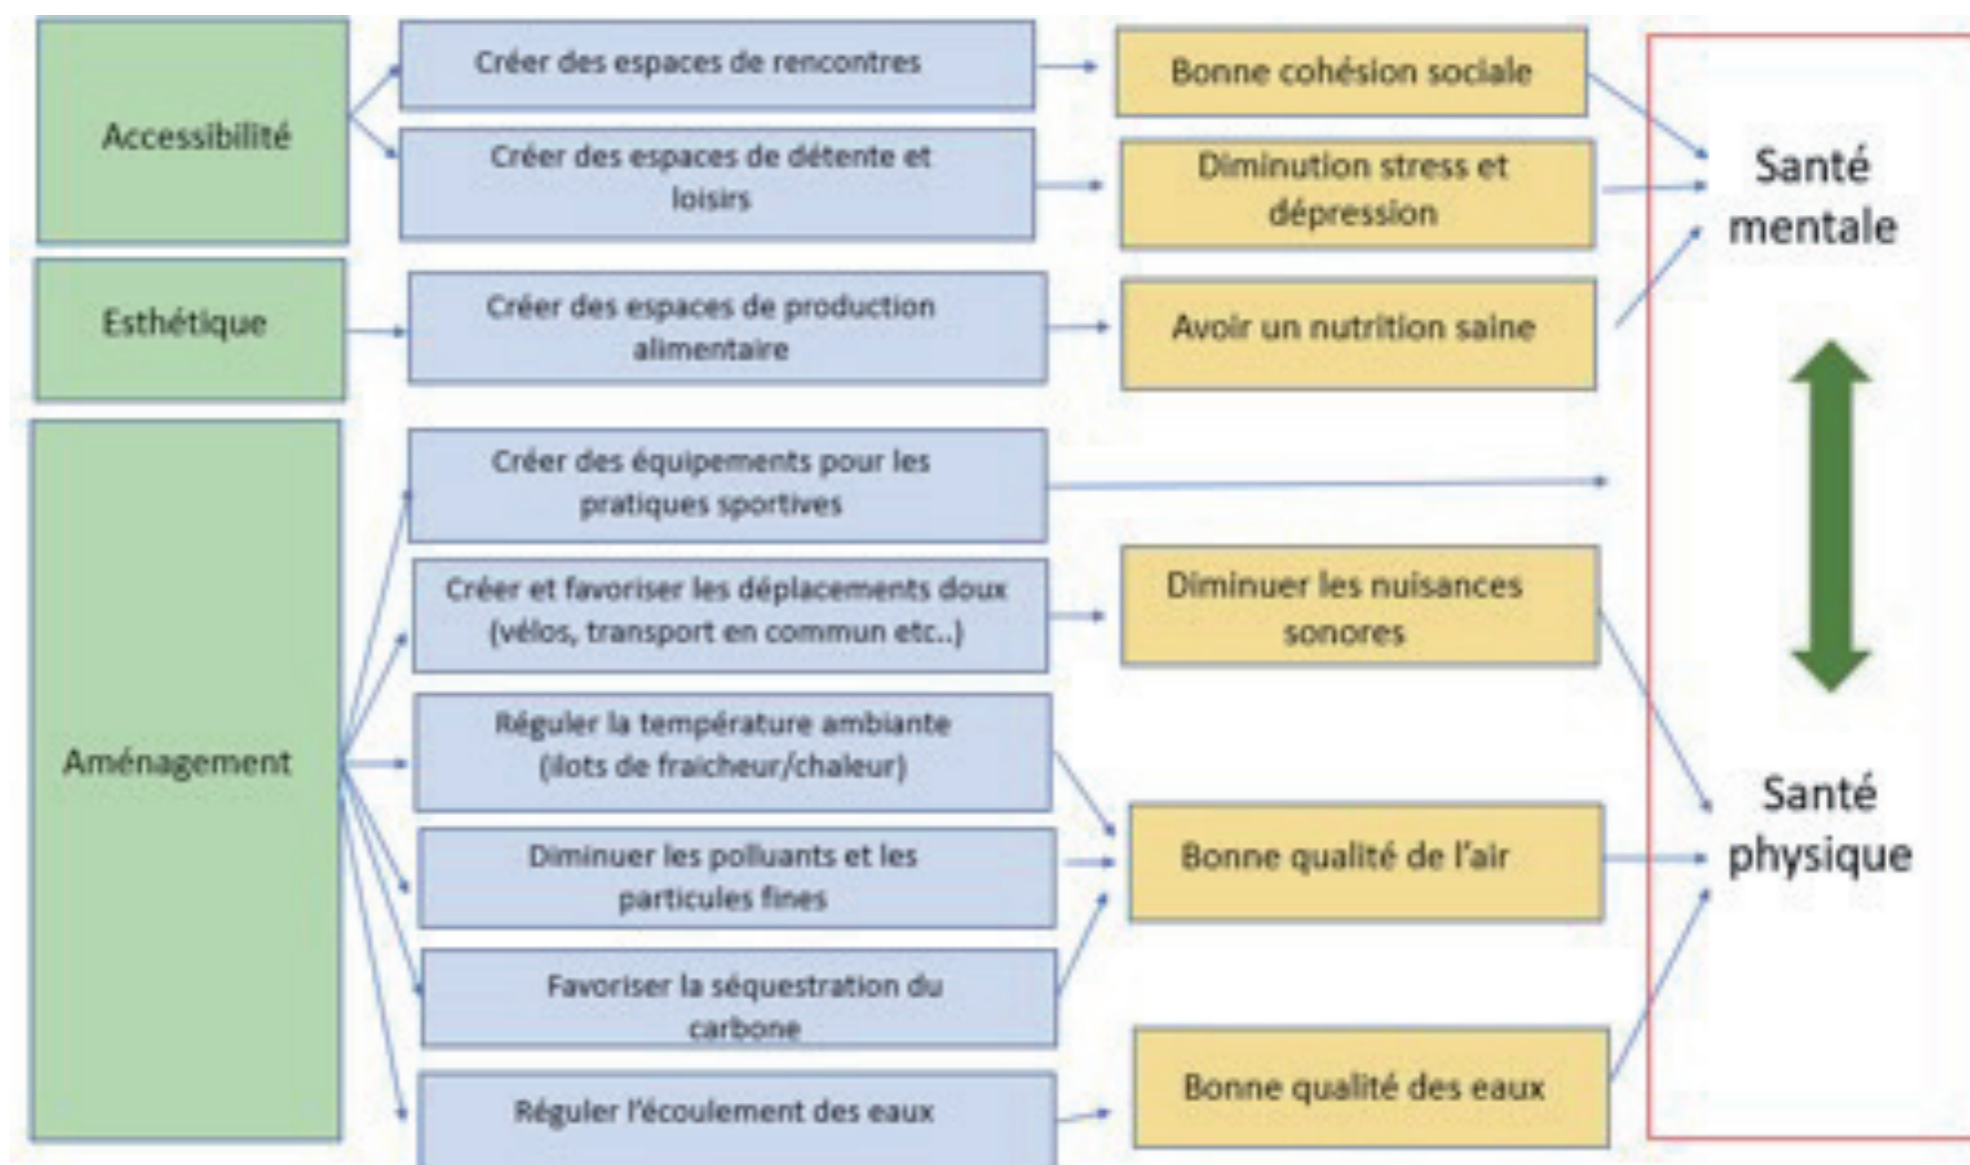 Accessibilité
Créer des espaces de rencontres
Bonne cohésion sociale
Créer des espaces de détente et
loisirs
Diminution stress et
dépression
Santé
mentale
Esthétique
Créer des espaces de production
alimentaire
Avoir un nutrition saine
Aménagement
Créer des équipements pour les
pratiques sportives
Créer et favoriser les déplacements doux
(vélos, transport en commun etc..)
Diminuer les nuisances
sonores
Réguler la température ambiante
(ilots de fraicheur/chaleur)
Diminuer les polluants et les
particules fines
Bonne qualité de l'air
Santé
physique
Favoriser la séquestration du
carbone
Réguler l'écoulement des eaux
Bonne qualité des eaux